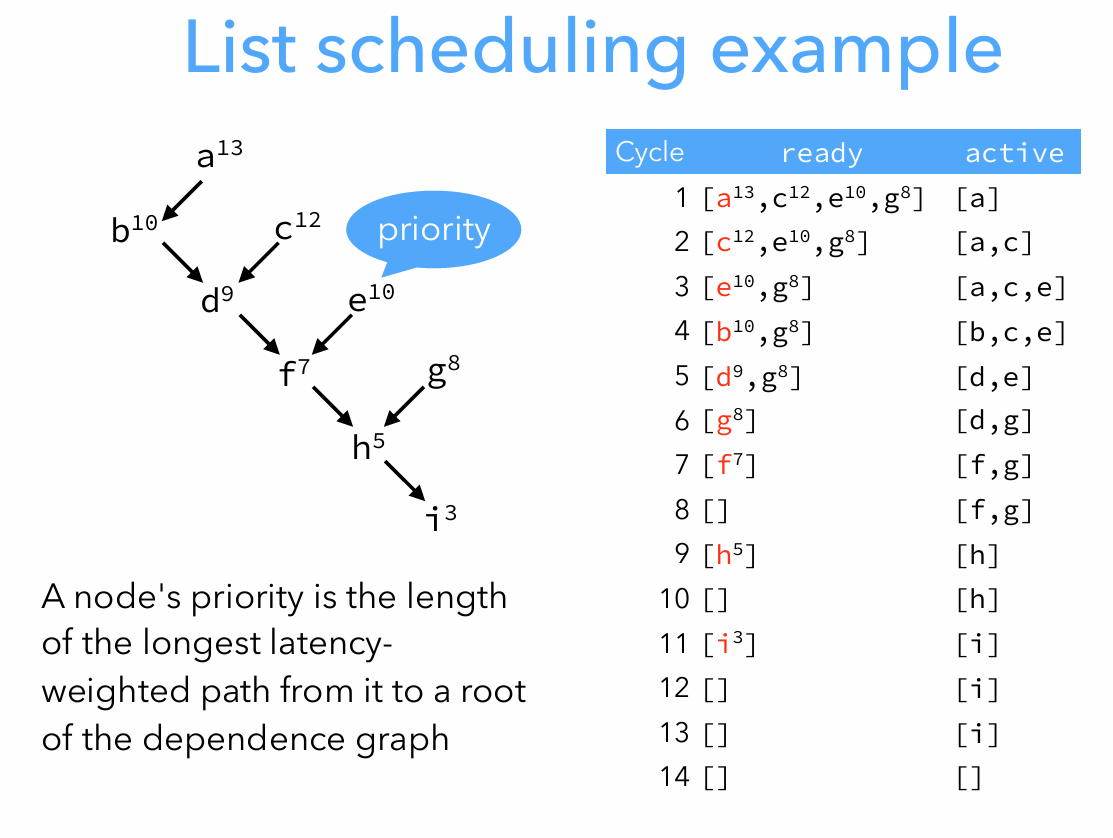 List scheduling example
a¹³
b¹⁰
c¹²
priority
d⁹
e¹⁰
f⁷
g⁸
h⁵
i³
A node's priority is the length
of the longest latency-
weighted path from it to a root
of the dependence graph
Cycle ready active
1 [a¹³,c¹²,e¹⁰,g⁸] [a]
2 [c¹²,e¹⁰,g⁸] [a,c]
3 [e¹⁰,g⁸] [a,c,e]
4 [b¹⁰,g⁸] [b,c,e]
5 [d⁹,g⁸] [d,e]
6 [g⁸] [d,g]
7 [f⁷] [f,g]
8 [] [f,g]
9 [h⁵] [h]
10 [] [h]
11 [i³] [i]
12 [] [i]
13 [] [i]
14 [] []